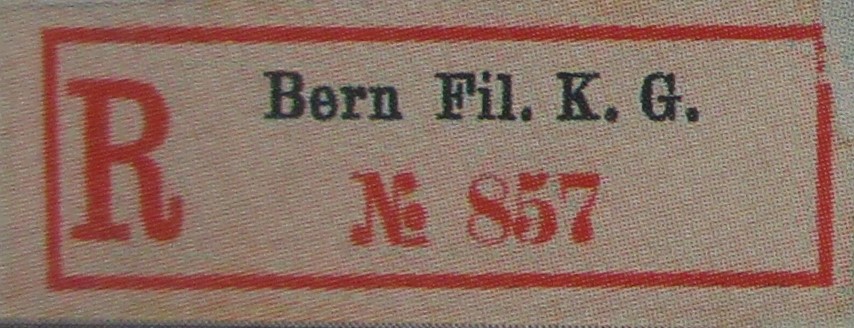 R
Bern Fil. K. G.
№ 857